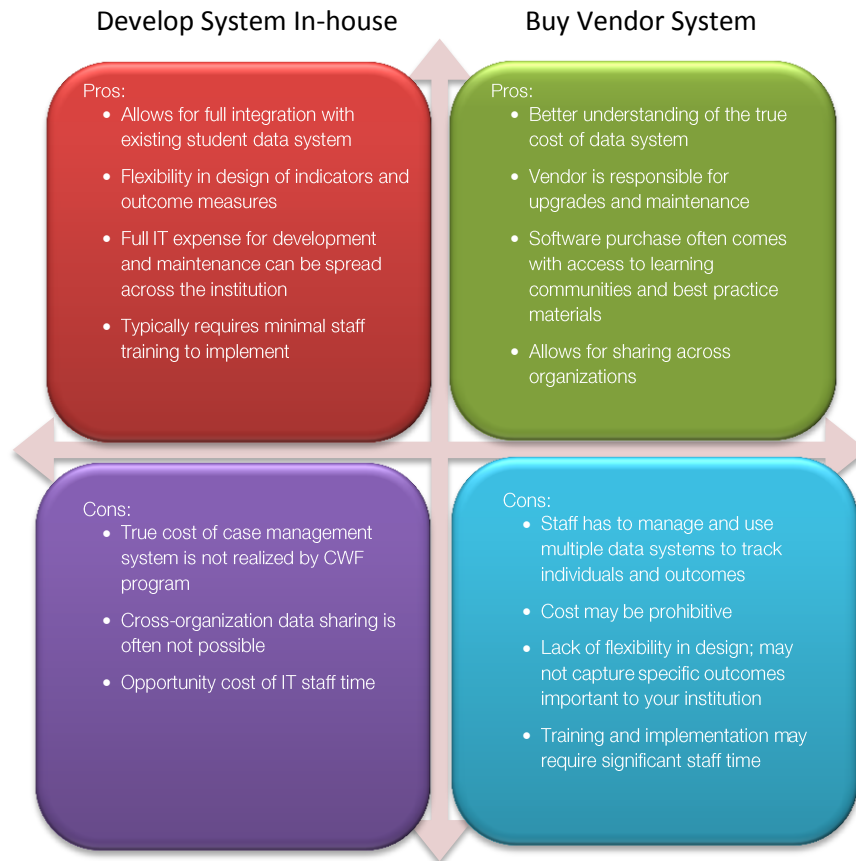 Develop System In-house
Buy Vendor System
Pros:
• Allows for full integration with
existing student data system
• Flexibility in design of indicators and
outcome measures
• Full IT expense for development
and maintenance can be spread
across the institution
• Typically requires minimal staff
training to implement
Pros:
• Better understanding of the true
cost of data system
• Vendor is responsible for
upgrades and maintenance
• Software purchase often comes
with access to learning
communities and best practice
materials
• Allows for sharing across
organizations
Cons:
• True cost of case management
system is not realized by CWF
program
• Cross-organization data sharing is
often not possible
• Opportunity cost of IT staff time
Cons:
• Staff has to manage and use
multiple data systems to track
individuals and outcomes
• Cost may be prohibitive
• Lack of flexibility in design; may
not capture specific outcomes
important to your institution
• Training and implementation may
require significant staff time